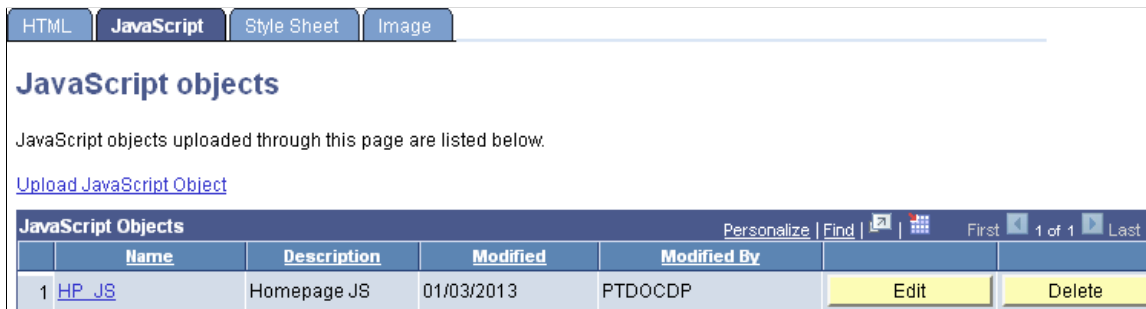 HTML JavaScript Style Sheet Image
JavaScript objects
JavaScript objects uploaded through this page are listed below.
Upload JavaScript Object
JavaScript Objects Personalize | Find | | First 1 of 1 Last
Name Description Modified Modified By
1 HP_JS Homepage JS 01/03/2013 PTDOCDP Edit Delete